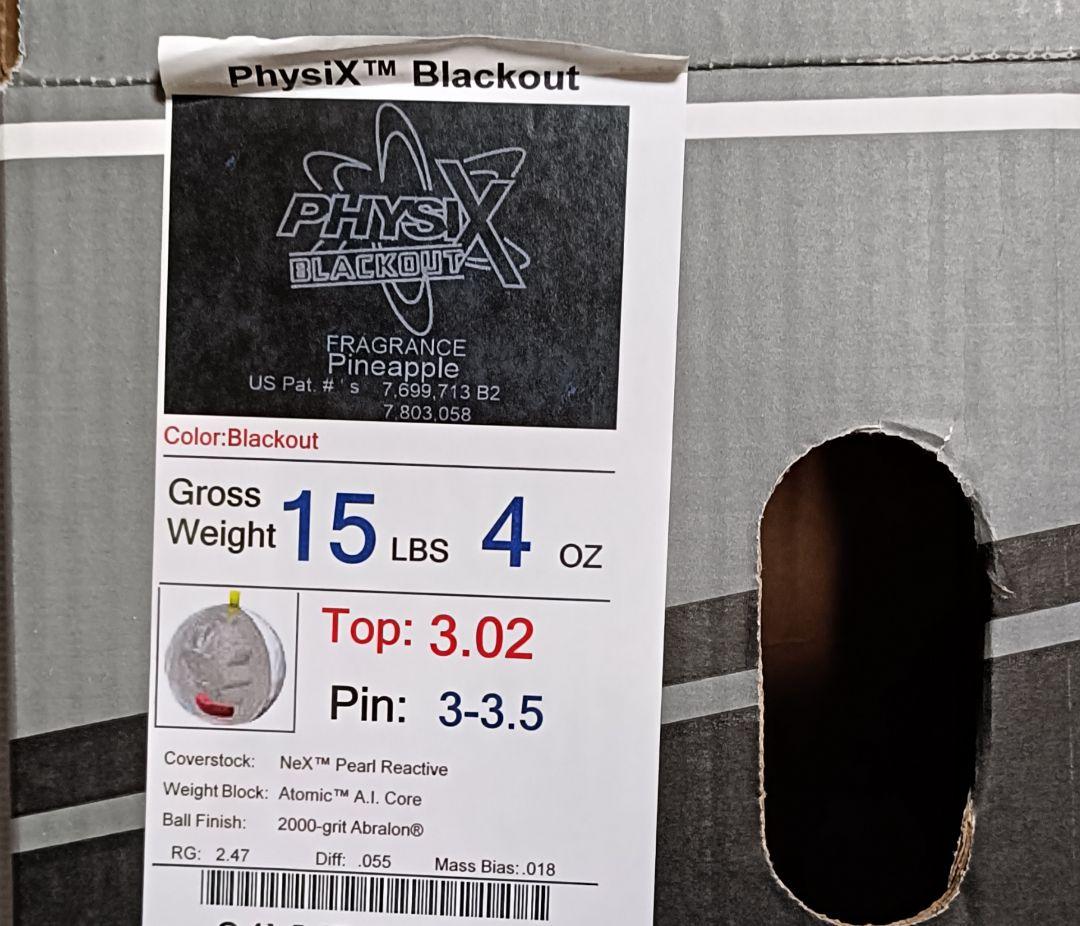 PhysiX™ Blackout
PHYSIX
BLACKOUT
FRAGRANCE
Pineapple
US Pat. # ' s 7,699,713 B2
7,803,058
Color:Blackout
Gross Weight 15 LBS 4 OZ
Top: 3.02
Pin: 3-3.5
Coverstock: NeX™ Pearl Reactive
Weight Block: Atomic™ A.I. Core
Ball Finish: 2000-grit Abralon®
RG: 2.47 Diff: .055 Mass Bias: .018